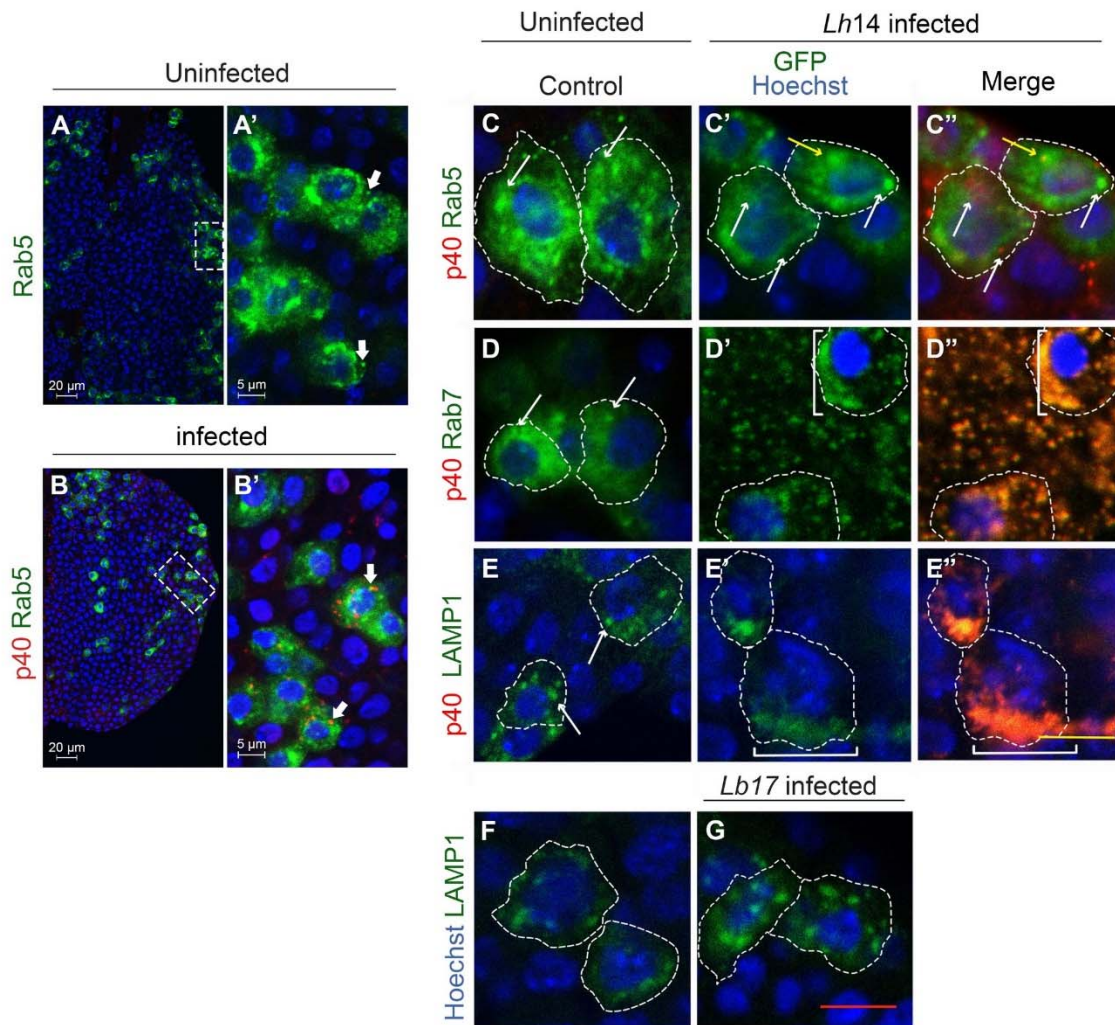 Uninfected
A
A’
Rab5
20 µm
5 µm
infected
B
B’
p40 Rab5
20 µm
5 µm
Uninfected
Lh14 infected
Control
GFP
Hoechst
Merge
p40 Rab5
C
C’
C”
p40 Rab7
D
D’
D”
p40 LAMP1
E
E’
E”
Lb17 infected
Hoechst LAMP1
F
G